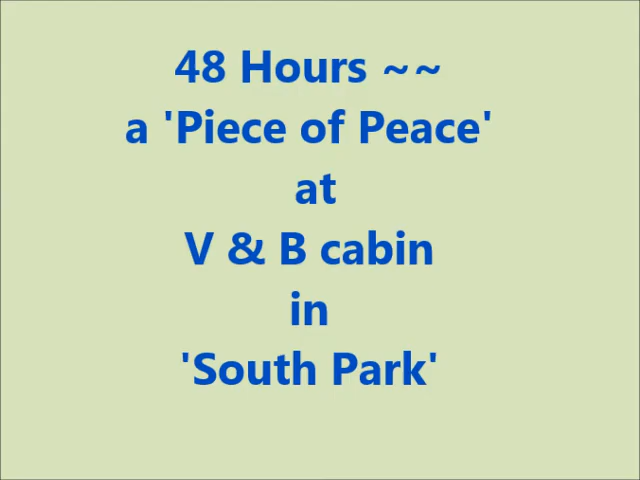 48 Hours ~~
a 'Piece of Peace'
at
V & B cabin
in
'South Park'